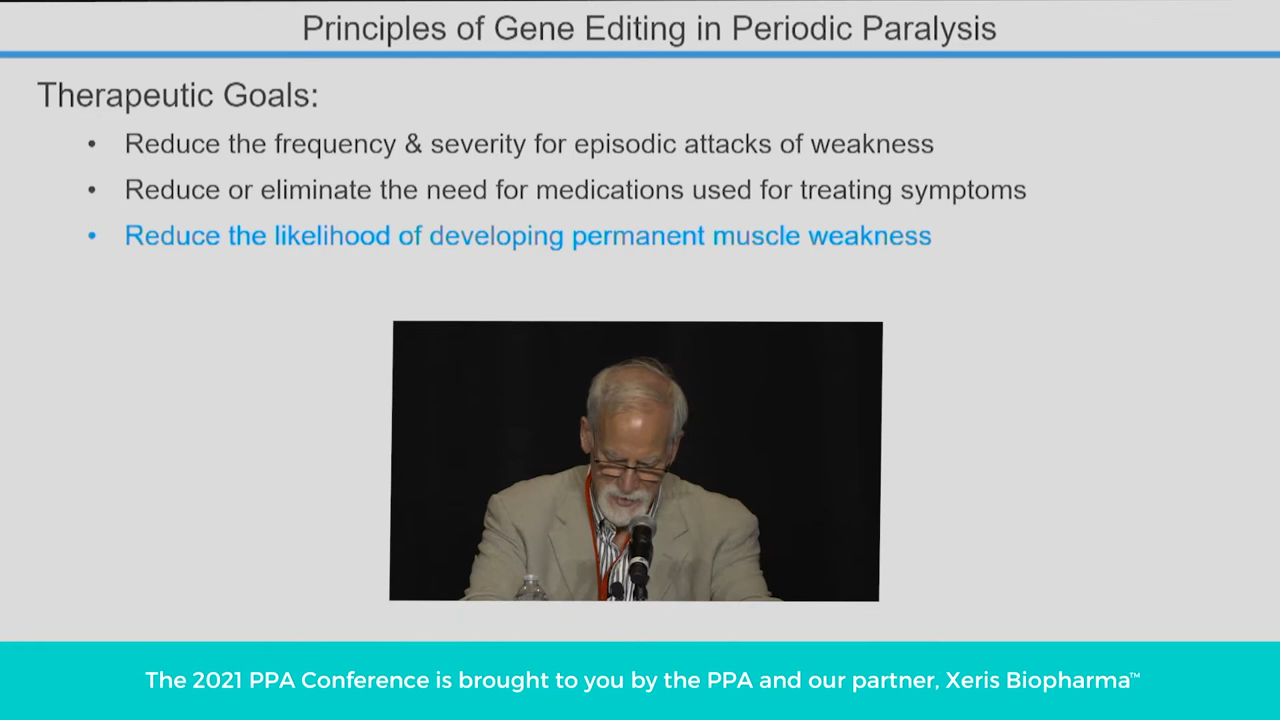 Principles of Gene Editing in Periodic Paralysis
Therapeutic Goals:
• Reduce the frequency & severity for episodic attacks of weakness
• Reduce or eliminate the need for medications used for treating symptoms
• Reduce the likelihood of developing permanent muscle weakness
The 2021 PPA Conference is brought to you by the PPA and our partner, Xeris Biopharma™